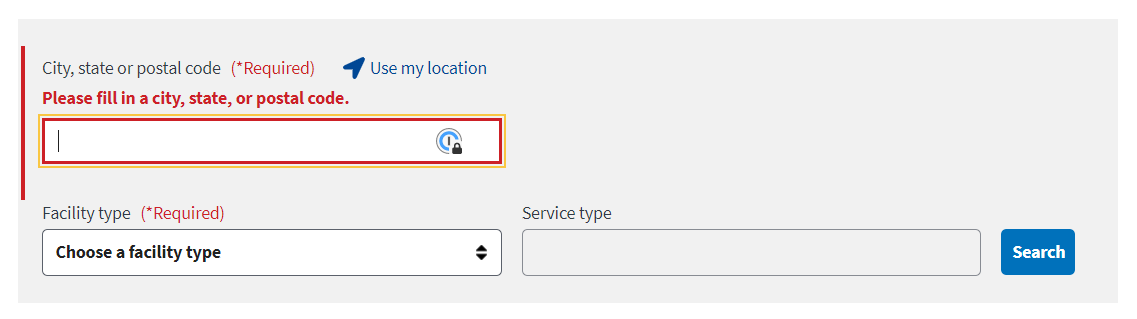 City, state or postal code (*Required) Use my location
Please fill in a city, state, or postal code.
Facility type (*Required)
Service type
Choose a facility type
Search